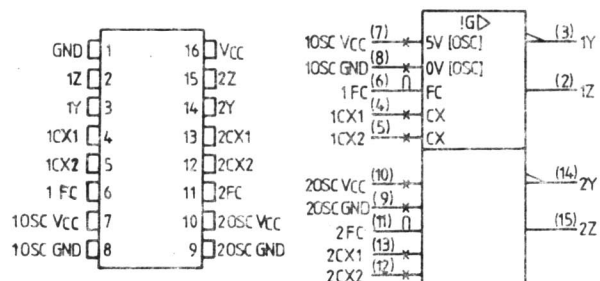 GND 1 16 VCC
1Z 2 15 2Z
1Y 3 14 2Y
1CX1 4 13 2CX1
1CX2 5 12 2CX2
1 FC 6 11 2FC
1OSC VCC 7 10 2OSC VCC
1OSC GND 8 9 2OSC GND
!G▷
1OSC VCC (7) 5V [OSC] (3) 1Y
1OSC GND (8) 0V [OSC]
1 FC (6) FC (2) 1Z
1CX1 (4) CX
1CX2 (5) CX
2OSC VCC (10) (14) 2Y
2OSC GND (9)
2FC (11) (15) 2Z
2CX1 (13)
2CX2 (12)